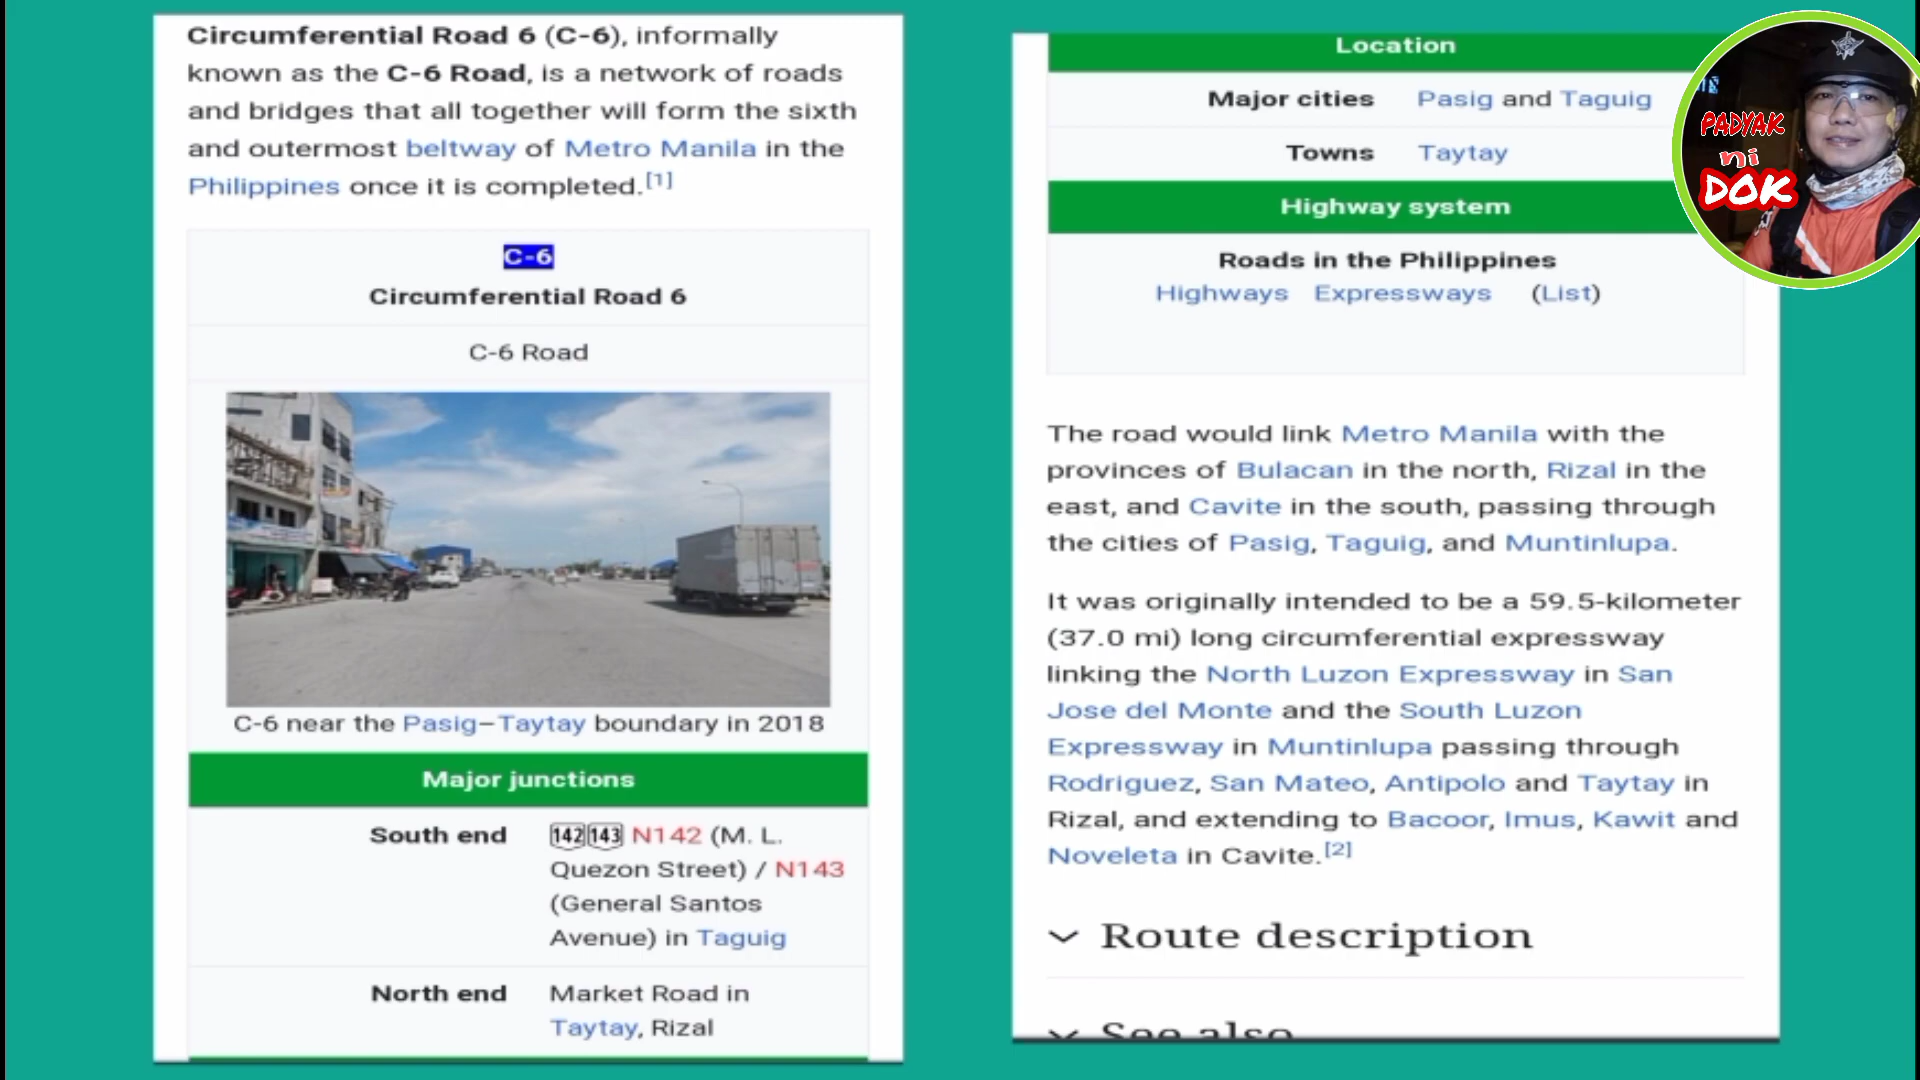 Circumferential Road 6 (C-6), informally
known as the C-6 Road, is a network of roads
and bridges that all together will form the sixth
and outermost beltway of Metro Manila in the
Philippines once it is completed.[1]
C-6
Circumferential Road 6
C-6 Road
C-6 near the Pasig–Taytay boundary in 2018
Major junctions
South end 142 143 N142 (M. L.
Quezon Street) / N143
(General Santos
Avenue) in Taguig
North end Market Road in
Taytay, Rizal
Location
Major cities Pasig and Taguig
Towns Taytay
Highway system
Roads in the Philippines
Highways Expressways (List)
The road would link Metro Manila with the
provinces of Bulacan in the north, Rizal in the
east, and Cavite in the south, passing through
the cities of Pasig, Taguig, and Muntinlupa.
It was originally intended to be a 59.5-kilometer
(37.0 mi) long circumferential expressway
linking the North Luzon Expressway in San
Jose del Monte and the South Luzon
Expressway in Muntinlupa passing through
Rodriguez, San Mateo, Antipolo and Taytay in
Rizal, and extending to Bacoor, Imus, Kawit and
Noveleta in Cavite.[2]
Route description
See also
PADYAK
ni
DOK